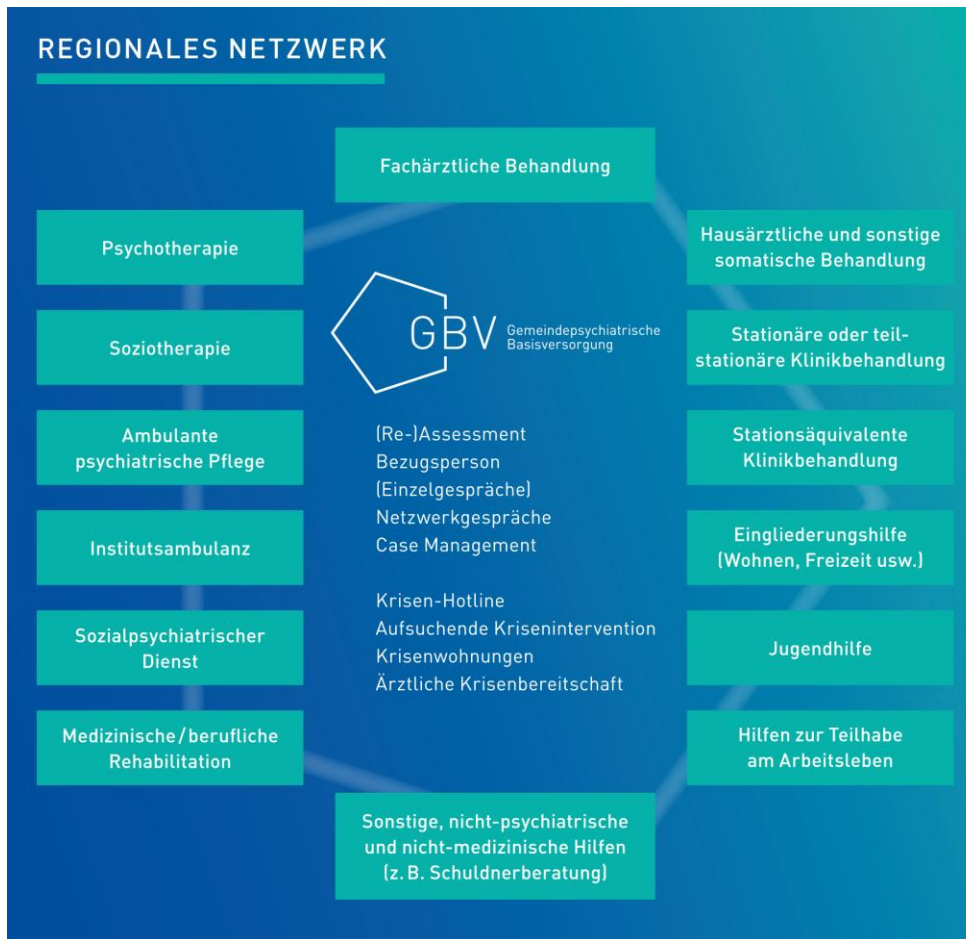 REGIONALES NETZWERK
Fachärztliche Behandlung
Psychotherapie
Soziotherapie
Ambulante
psychiatrische Pflege
Institutsambulanz
Sozialpsychiatrischer
Dienst
Medizinische/berufliche
Rehabilitation
GBV
Gemeindepsychiatrische
Basisversorgung
(Re-)Assessment
Bezugsperson
(Einzelgespräche)
Netzwerkgespräche
Case Management
Krisen-Hotline
Aufsuchende Krisenintervention
Krisenwohnungen
Ärztliche Krisenbereitschaft
Hausärztliche und sonstige
somatische Behandlung
Stationäre oder teil-
stationäre Klinikbehandlung
Stationsäquivalente
Klinikbehandlung
Eingliederungshilfe
(Wohnen, Freizeit usw.)
Jugendhilfe
Hilfen zur Teilhabe
am Arbeitsleben
Sonstige, nicht-psychiatrische
und nicht-medizinische Hilfen
(z. B. Schuldnerberatung)